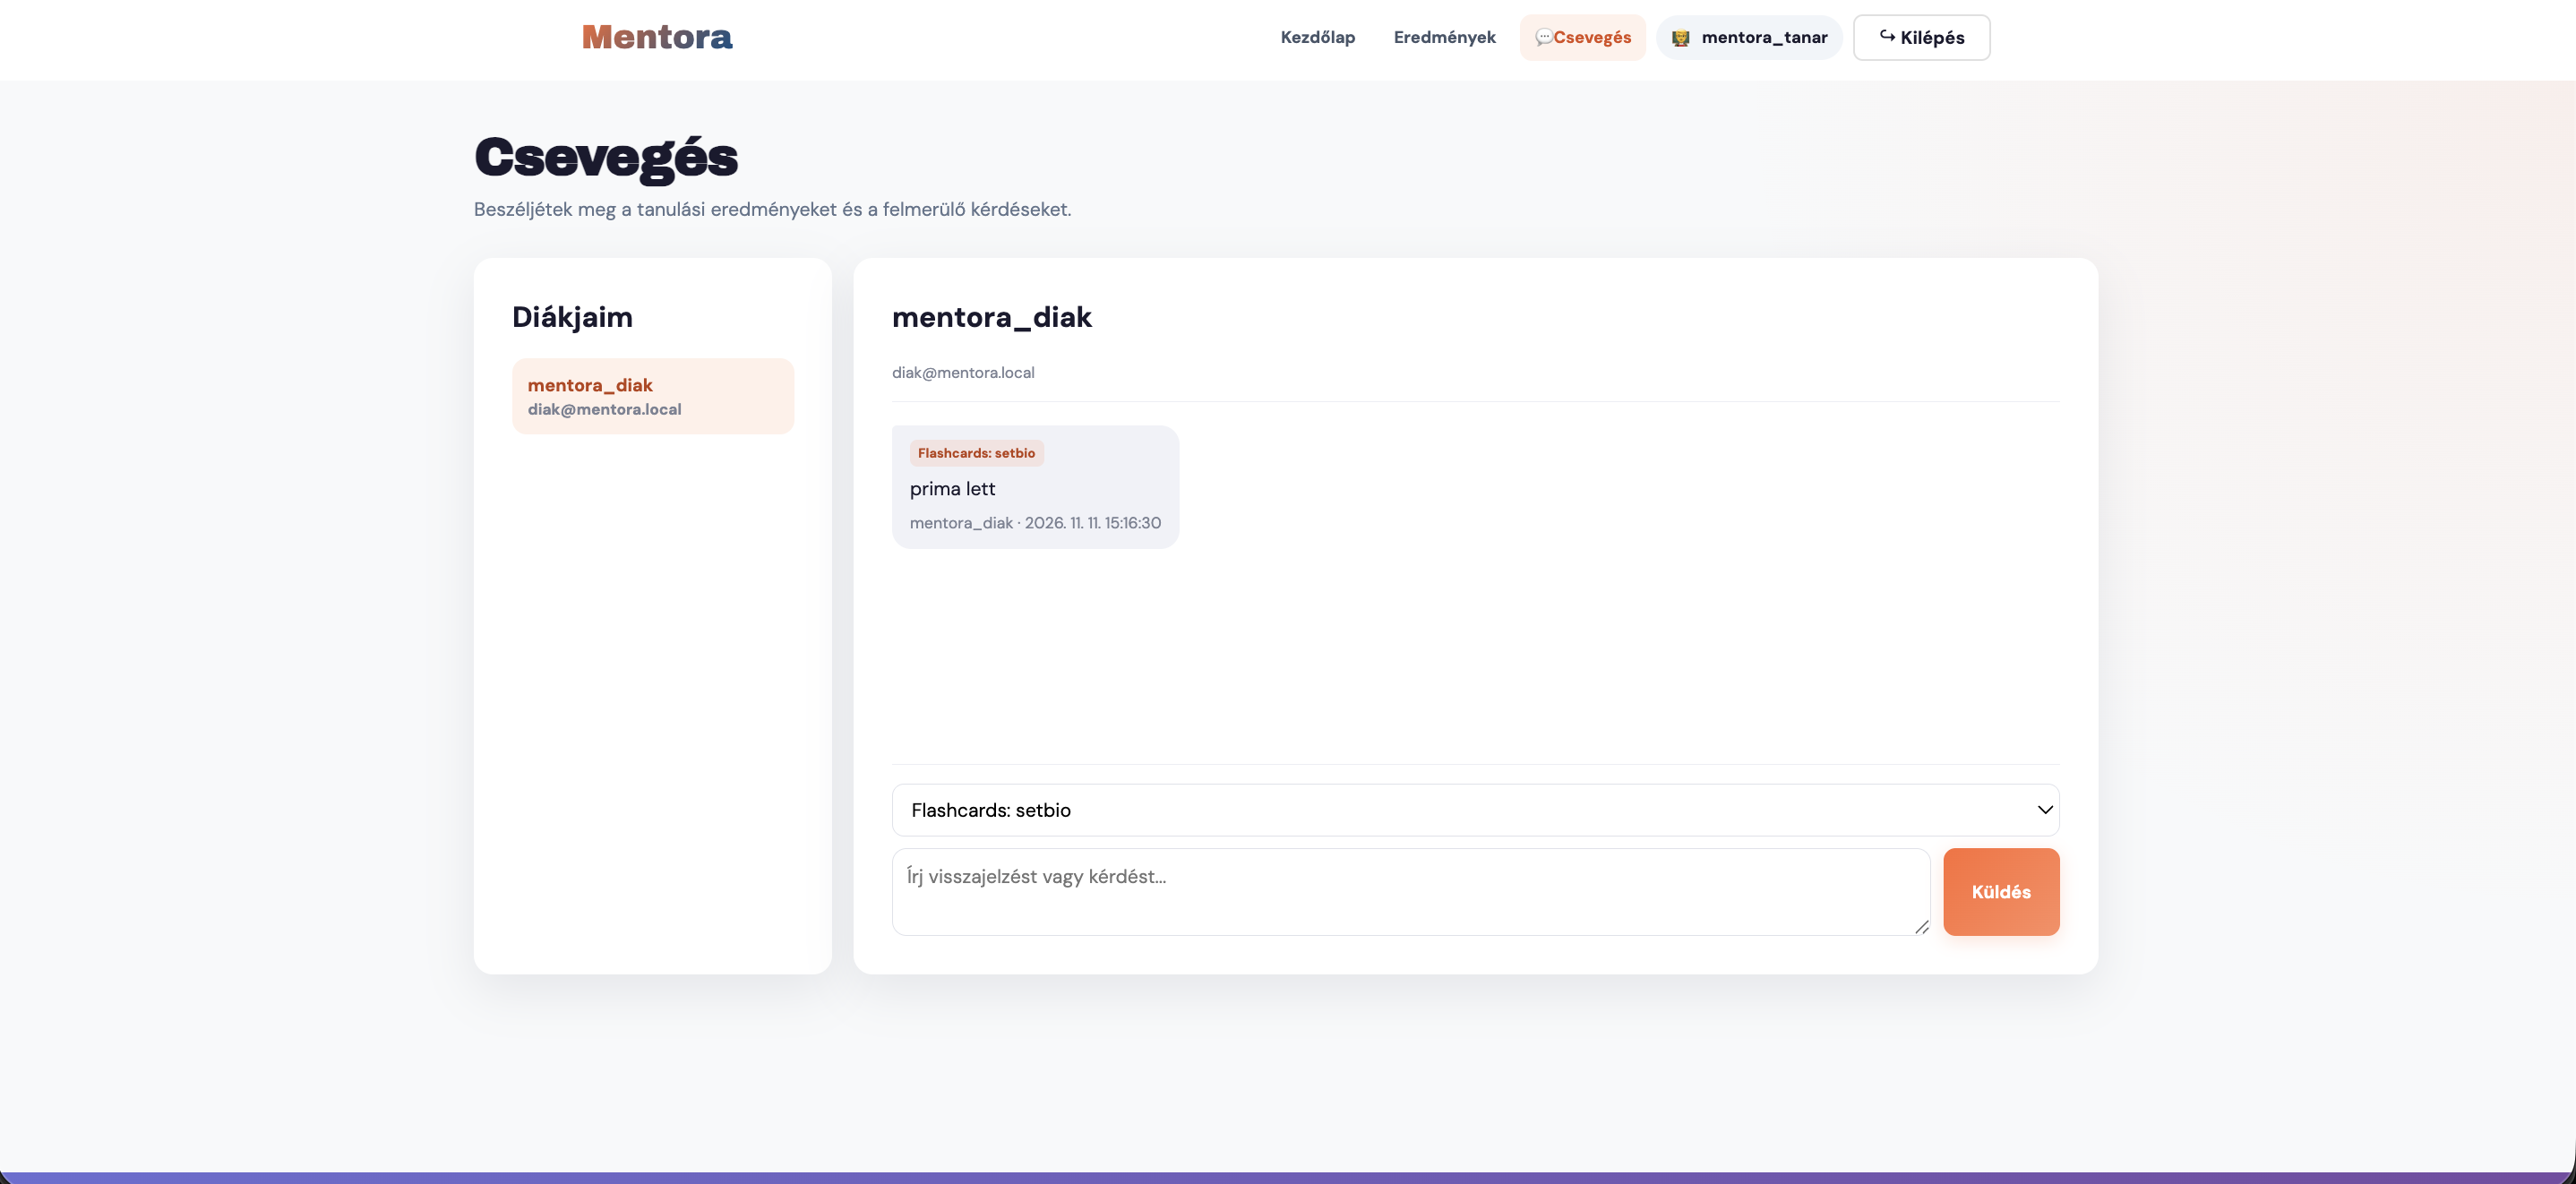 Mentora
Kezdőlap
Eredmények
💬Csevegés
mentora_tanar
↪ Kilépés
Csevegés
Beszéljétek meg a tanulási eredményeket és a felmerülő kérdéseket.
Diákjaim
mentora_diak
diak@mentora.local
mentora_diak
diak@mentora.local
Flashcards: setbio
prima lett
mentora_diak · 2026. 11. 11. 15:16:30
Flashcards: setbio
Írj visszajelzést vagy kérdést...
Küldés